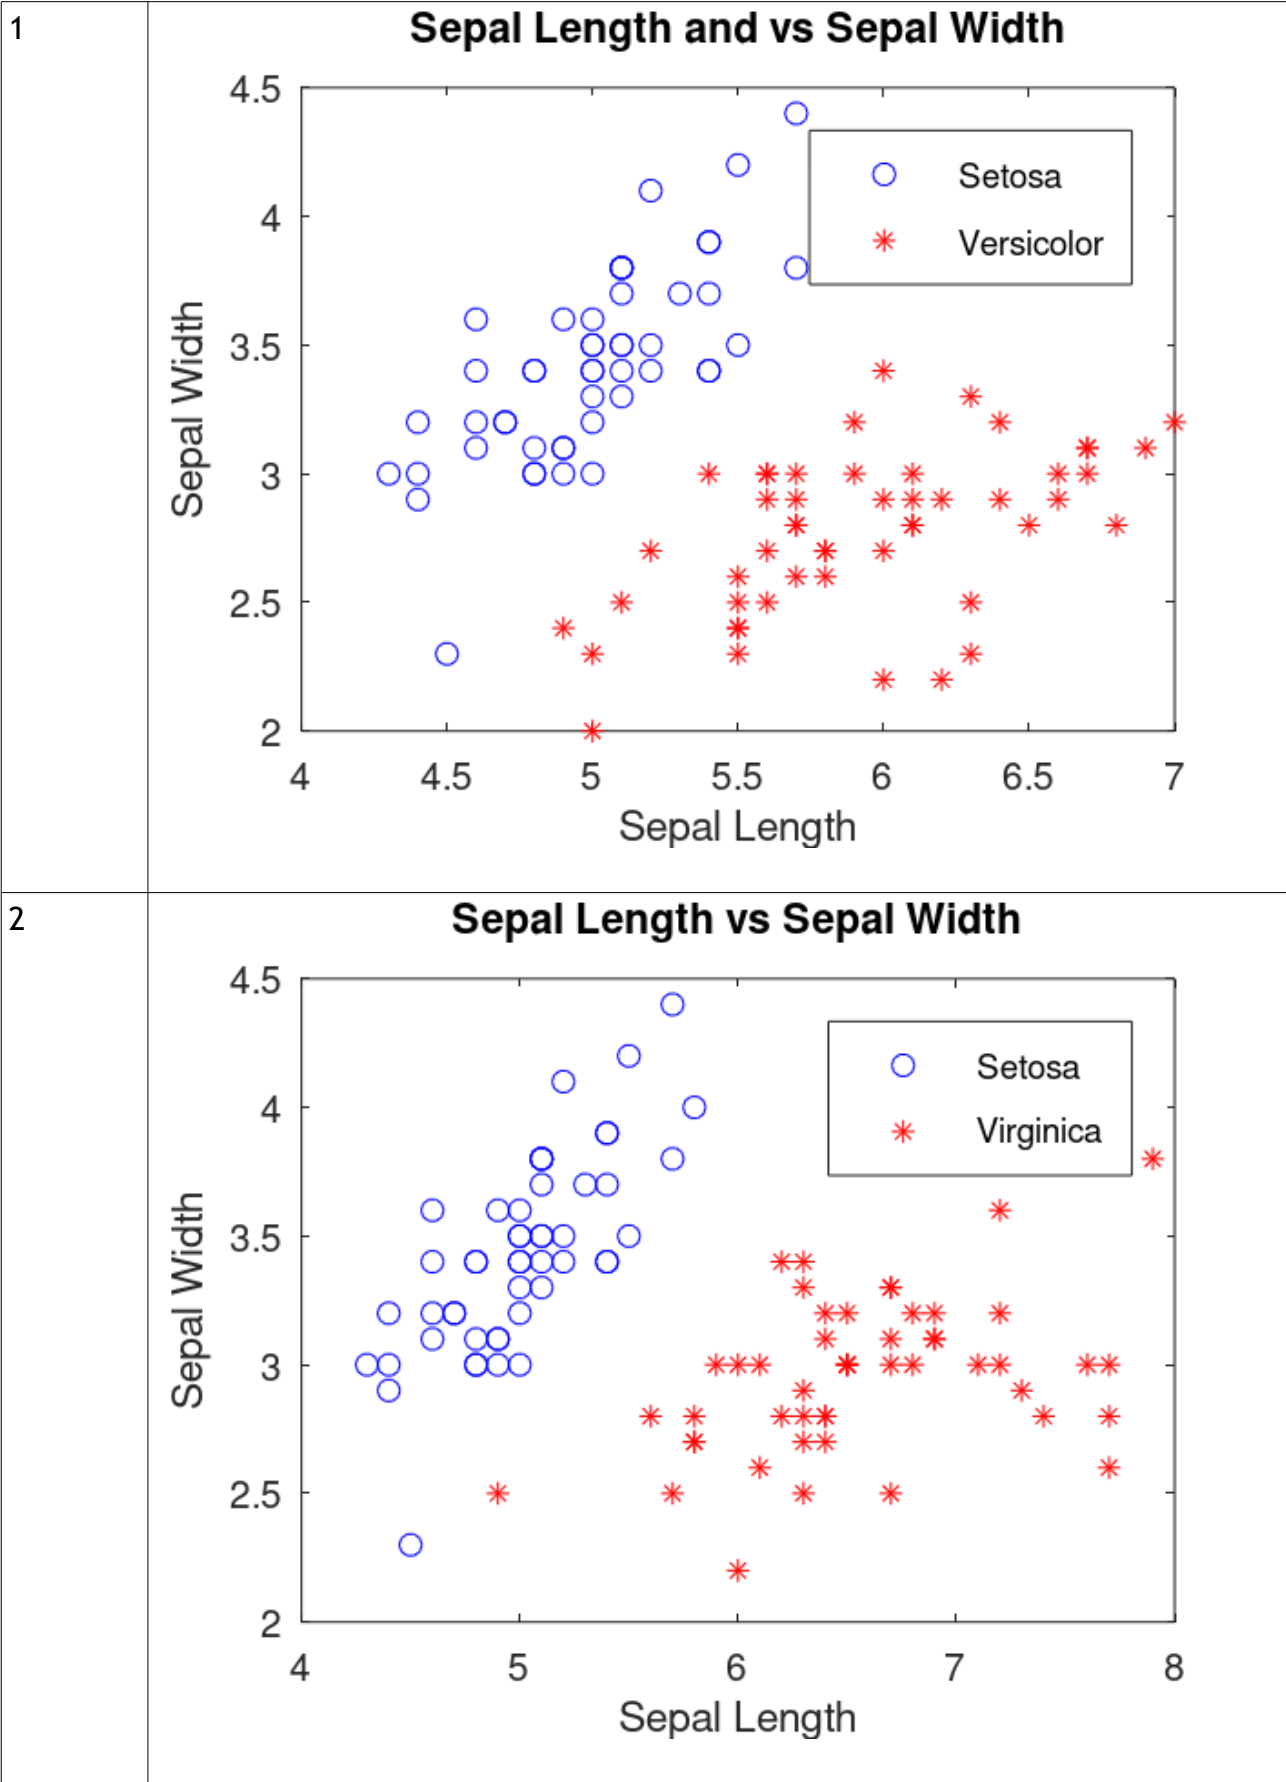 1
Sepal Length and vs Sepal Width
4.5
Setosa
4
Versicolor
3.5
Sepal Width
3
2.5
2
4 4.5 5 5.5 6 6.5 7
Sepal Length
2
Sepal Length vs Sepal Width
4.5
Setosa
4
Virginica
3.5
Sepal Width
3
2.5
2
4 5 6 7 8
Sepal Length